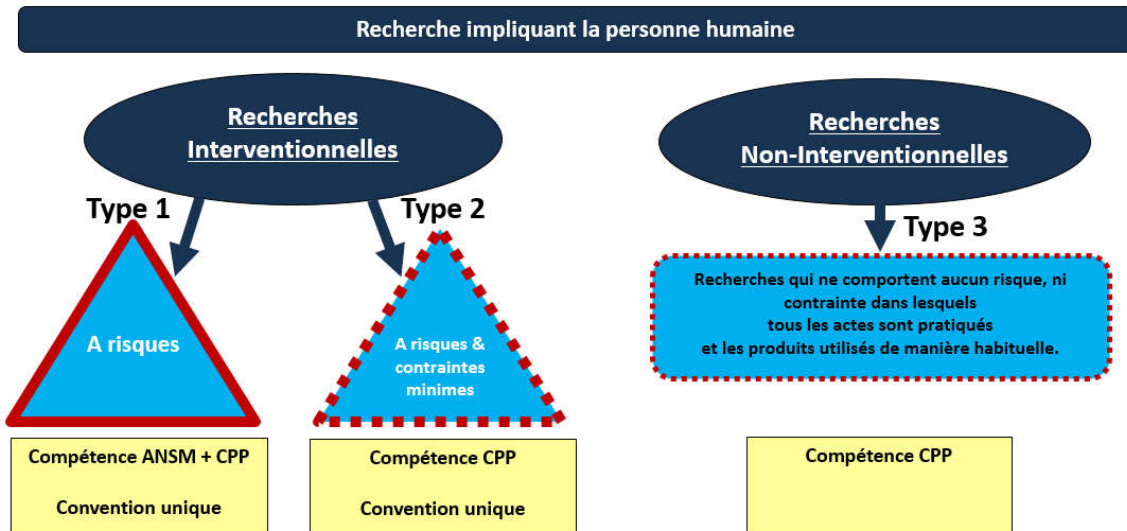 Recherche impliquant la personne humaine
Recherches
Interventionnelles
Recherches
Non-Interventionnelles
Type 1
Type 2
Type 3
A risques
A risques &
contraintes
minimes
Recherches qui ne comportent aucun risque, ni
contrainte dans lesquels
tous les actes sont pratiqués
et les produits utilisés de manière habituelle.
Compétence ANSM + CPP
Convention unique
Compétence CPP
Convention unique
Compétence CPP